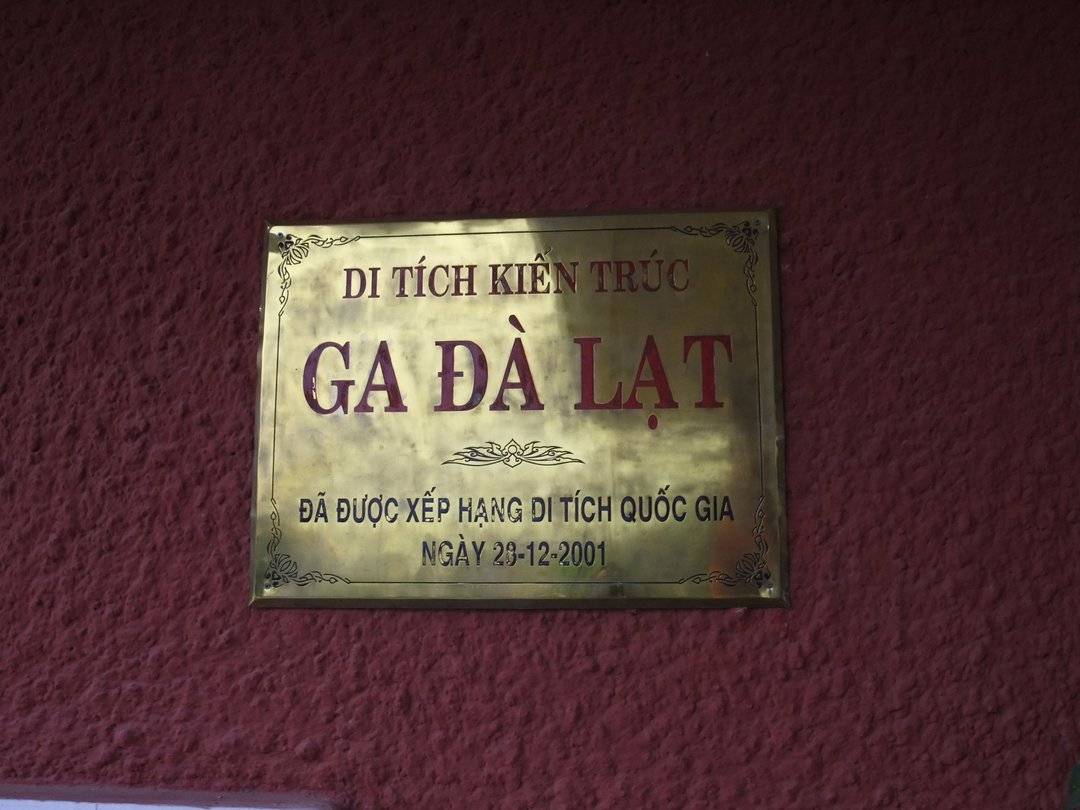 DI TÍCH KIẾN TRÚC
GA ĐÀ LẠT
ĐÃ ĐƯỢC XẾP HẠNG DI TÍCH QUỐC GIA
NGÀY 28-12-2001